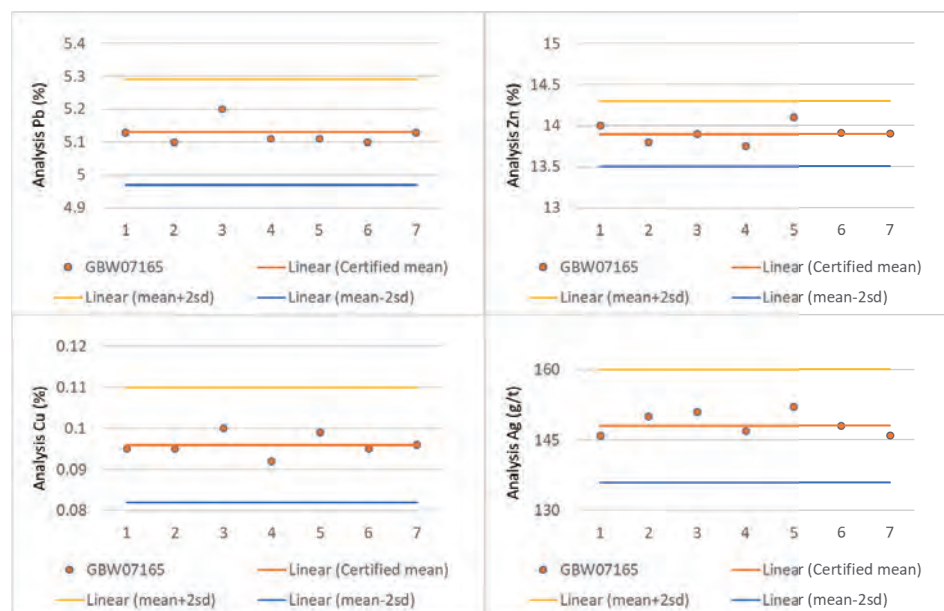 Analysis Pb (%)
5.4
5.3
5.2
5.1
5
4.9
1 2 3 4 5 6 7
GBW07165 Linear (Certified mean)
Linear (mean+2sd) Linear (mean-2sd)
Analysis Zn (%)
15
14.5
14
13.5
13
1 2 3 4 5 6 7
GBW07165 Linear (Certified mean)
Linear (mean+2sd) Linear (mean-2sd)
Analysis Cu (%)
0.12
0.11
0.1
0.09
0.08
1 2 3 4 5 6 7
GBW07165 Linear (Certified mean)
Linear (mean+2sd) Linear (mean-2sd)
Analysis Ag (g/t)
160
145
130
1 2 3 4 5 6 7
GBW07165 Linear (Certified mean)
Linear (mean+2sd) Linear (mean-2sd)